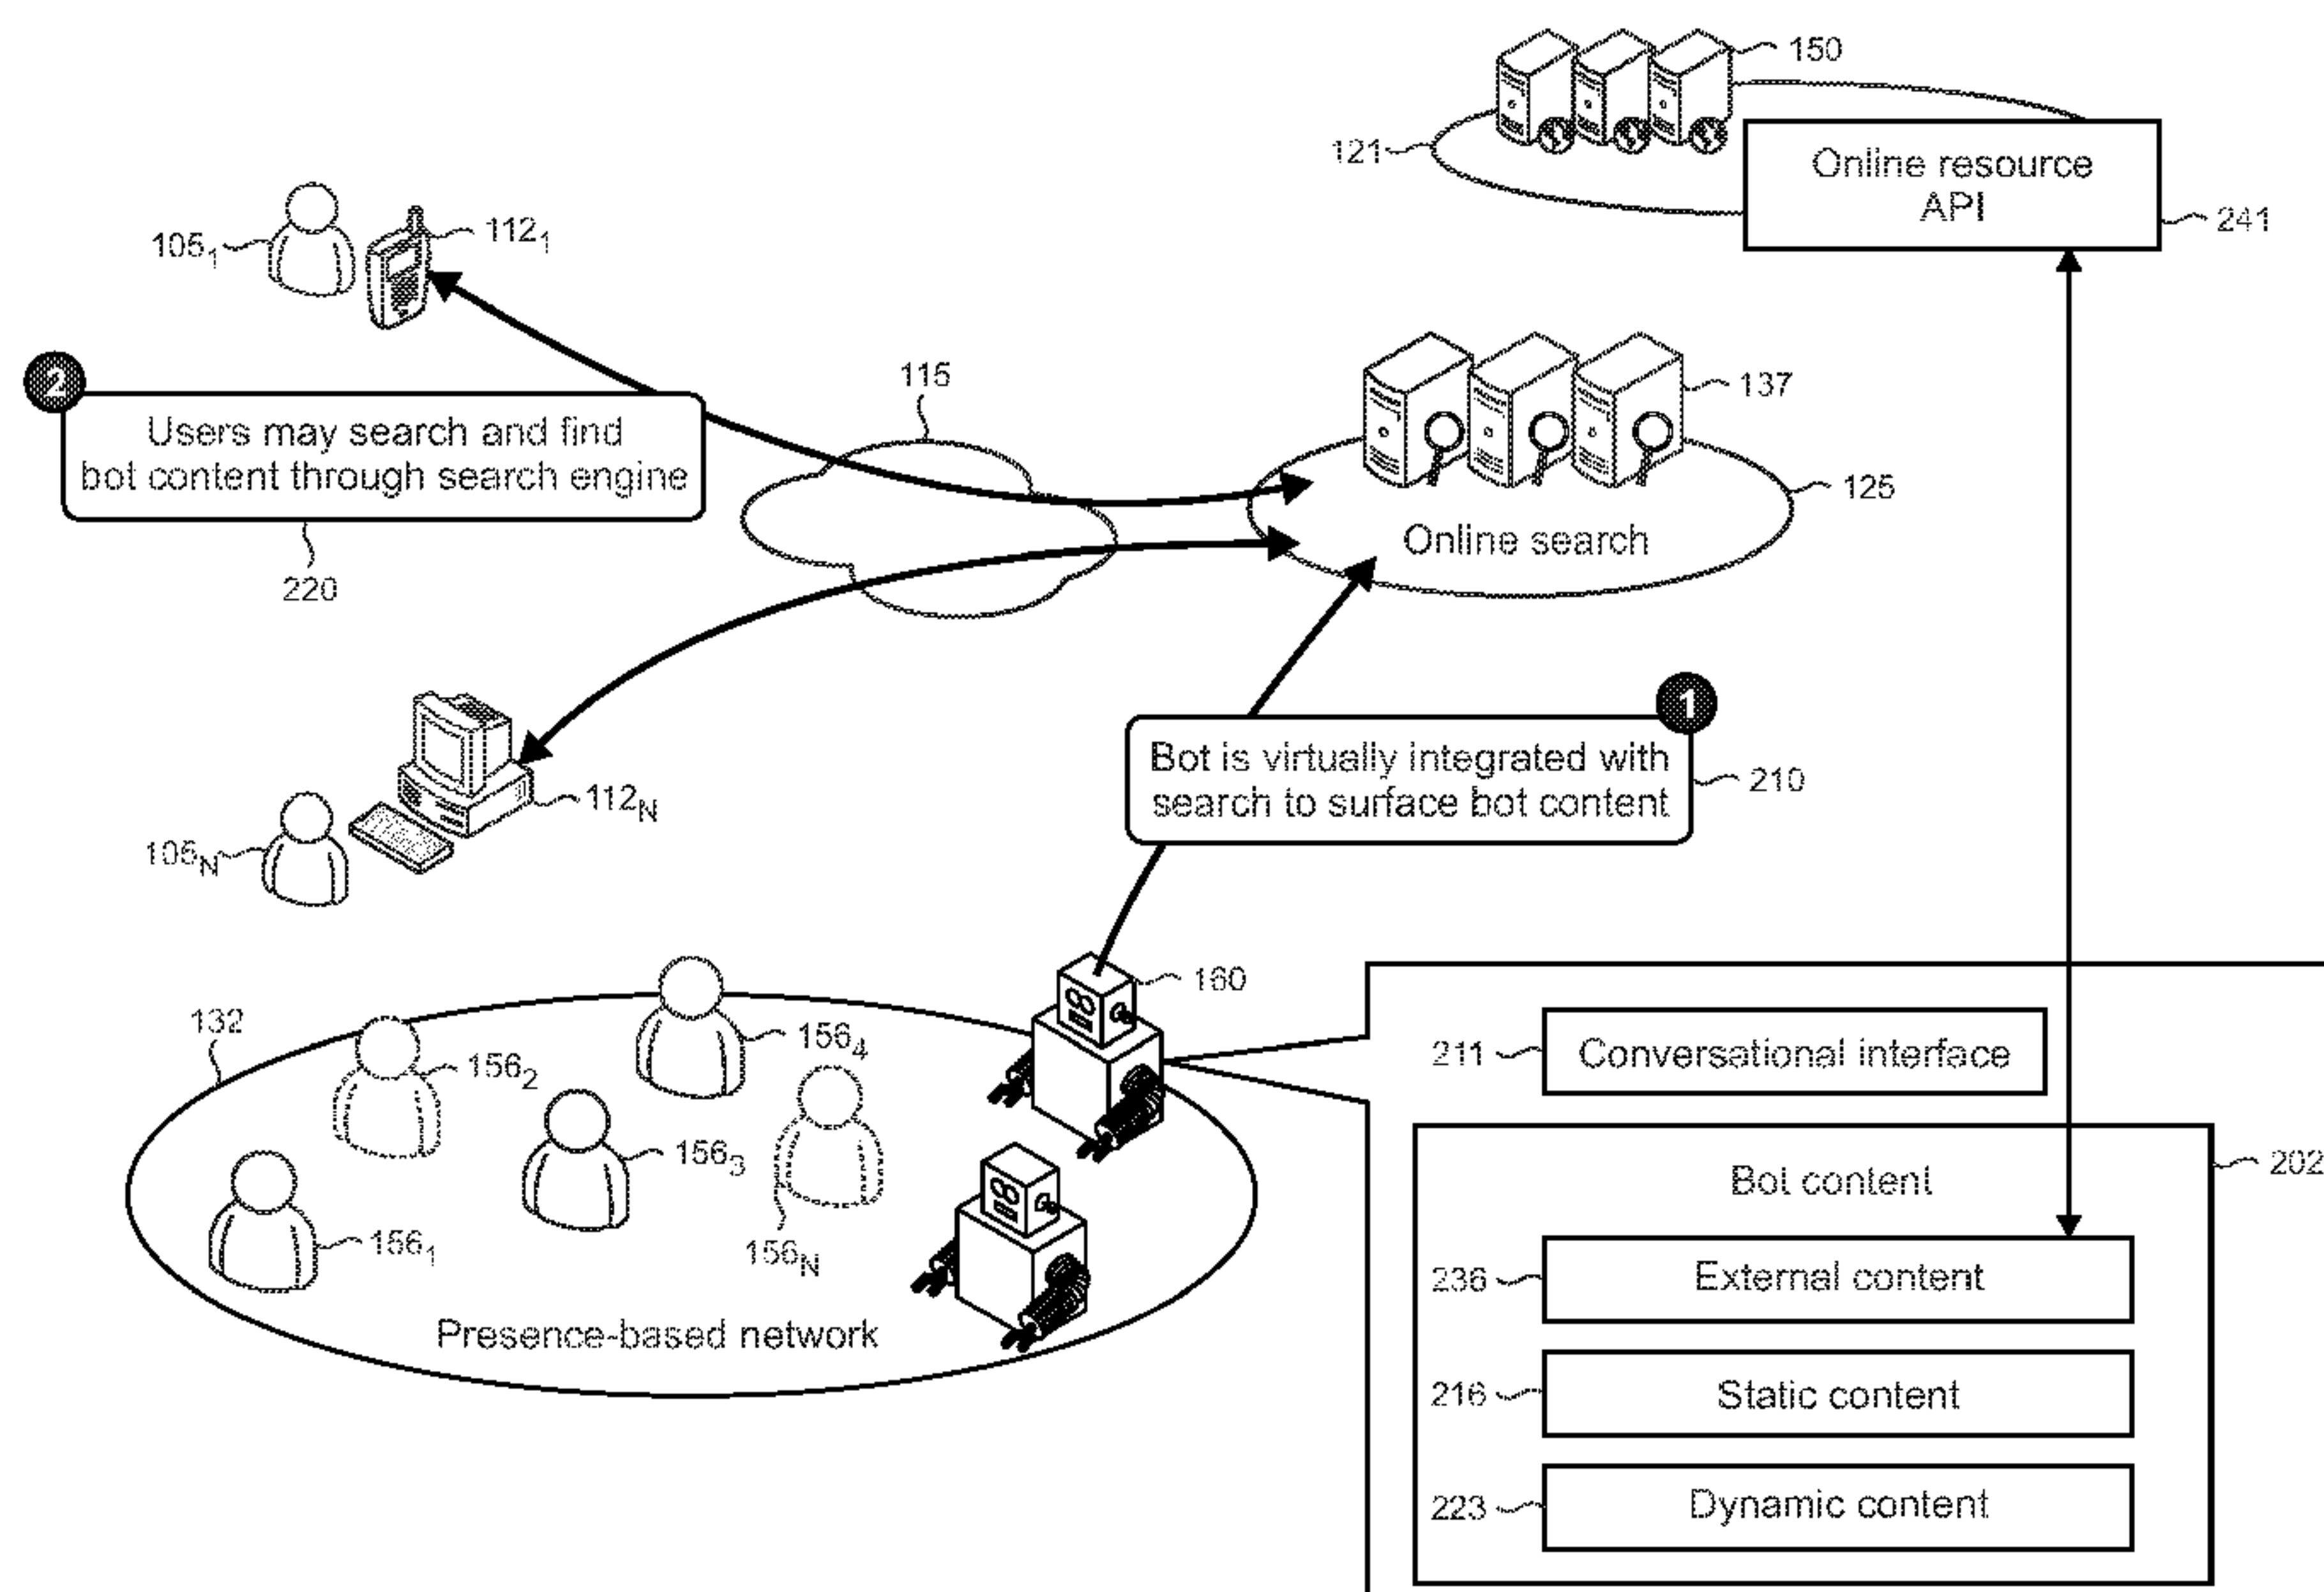 150
121
Online resource
API
241
105₁
112₁
2
Users may search and find
bot content through search engine
220
115
137
Online search
125
112_N
105_N
1
Bot is virtually integrated with
search to surface bot content
210
160
132
156₄
156₂
156₃
156₁
156_N
Presence-based network
211
Conversational interface
Bot content
202
236
External content
216
Static content
223
Dynamic content